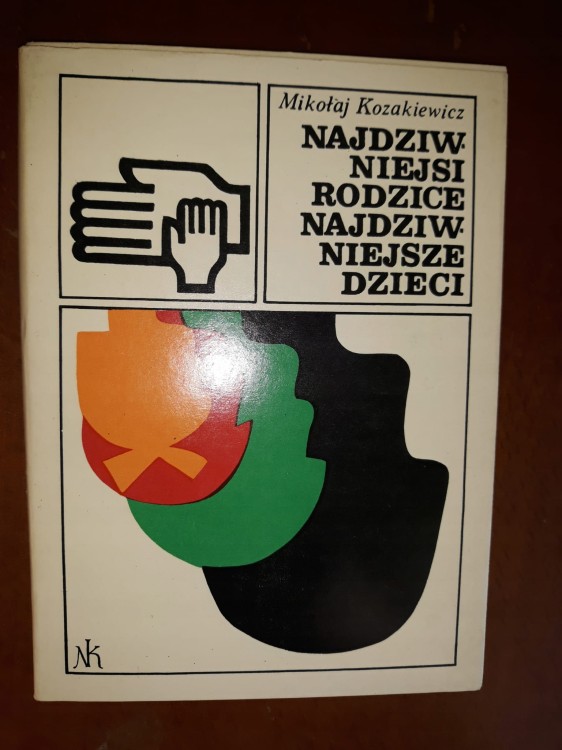 Mikołaj Kozakiewicz
NAJDZIW-
NIEJSI
RODZICE
NAJDZIW-
NIEJSZE
DZIECI
NK